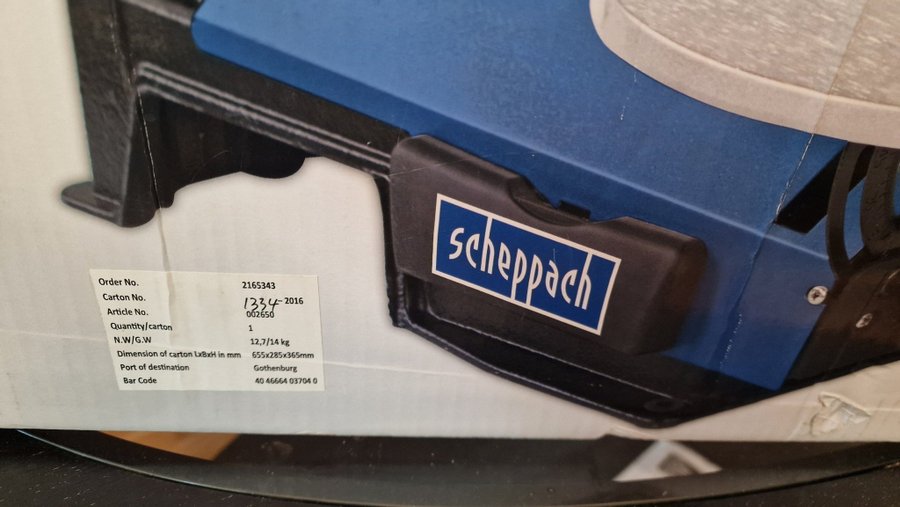 scheppach
Order No. 2165343
Carton No. 1334-2016
Article No. 002650
Quantity/carton 1
N.W/G.W 12,7/14 kg
Dimension of carton LxBxH in mm 655x285x365mm
Port of destination Gothenburg
Bar Code 40 46664 03704 0